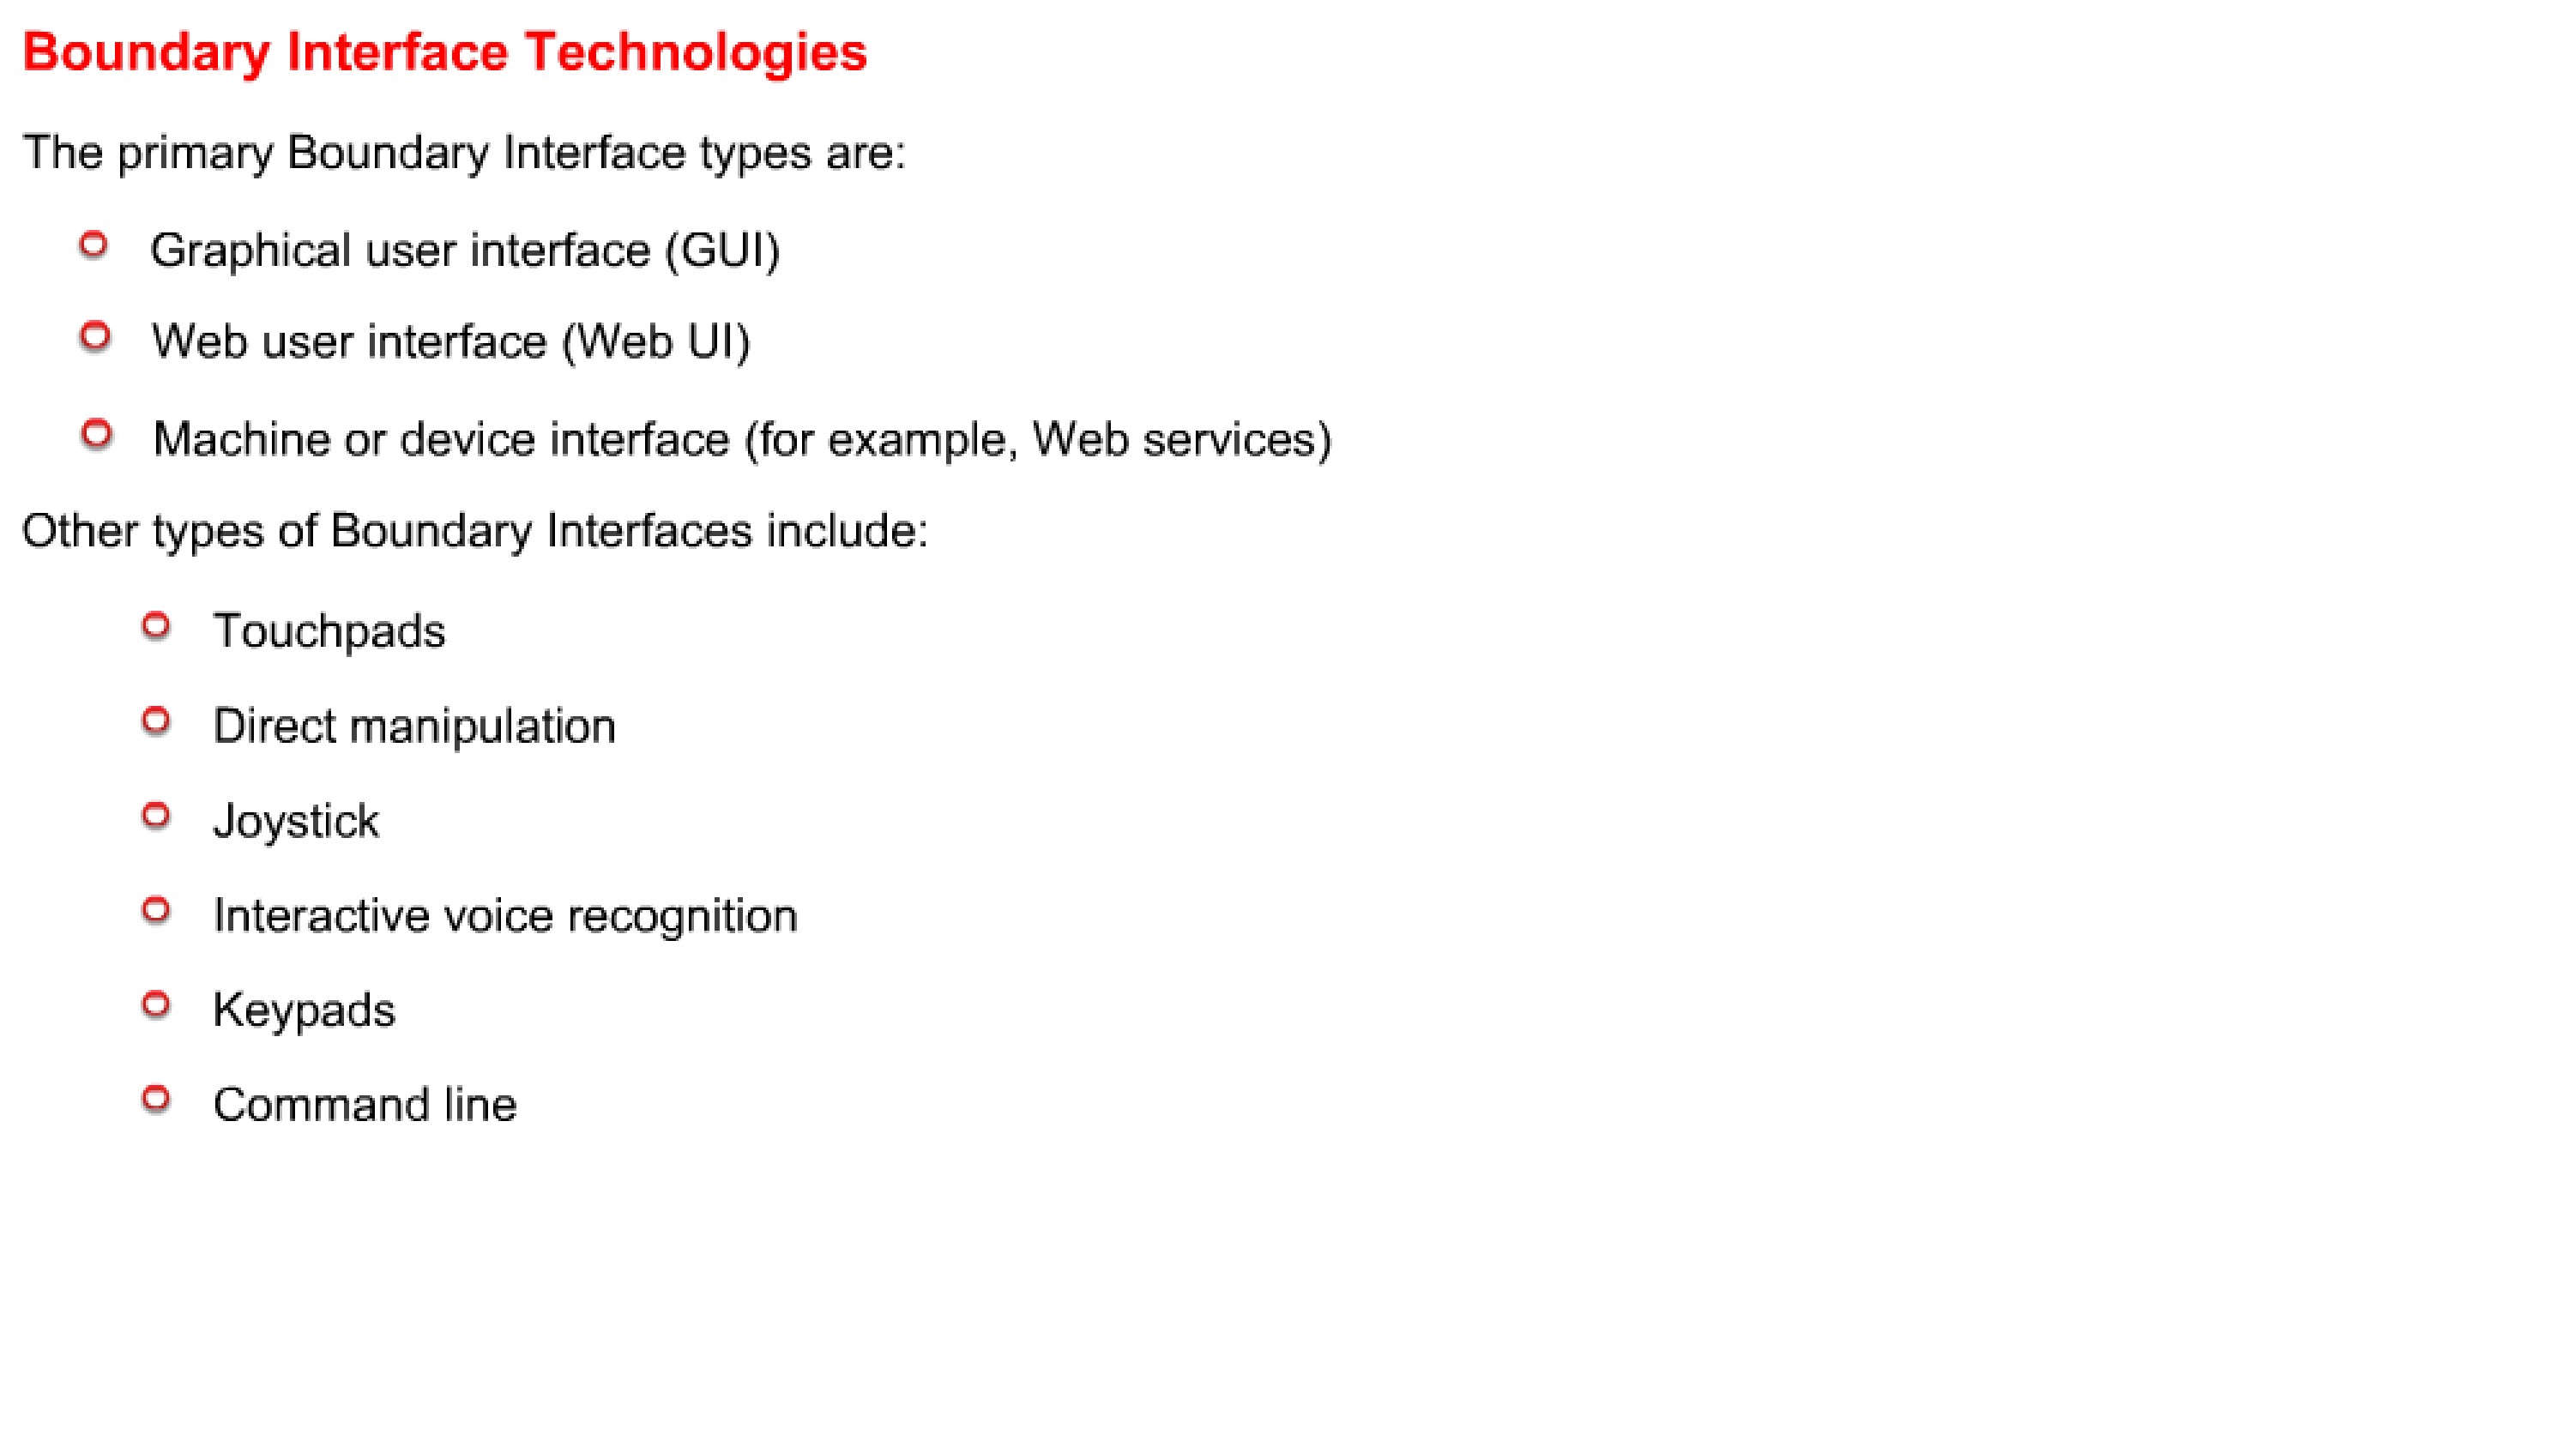 Boundary Interface Technologies
The primary Boundary Interface types are:
Graphical user interface (GUI)
Web user interface (Web UI)
Machine or device interface (for example, Web services)
Other types of Boundary Interfaces include:
Touchpads
Direct manipulation
Joystick
Interactive voice recognition
Keypads
Command line